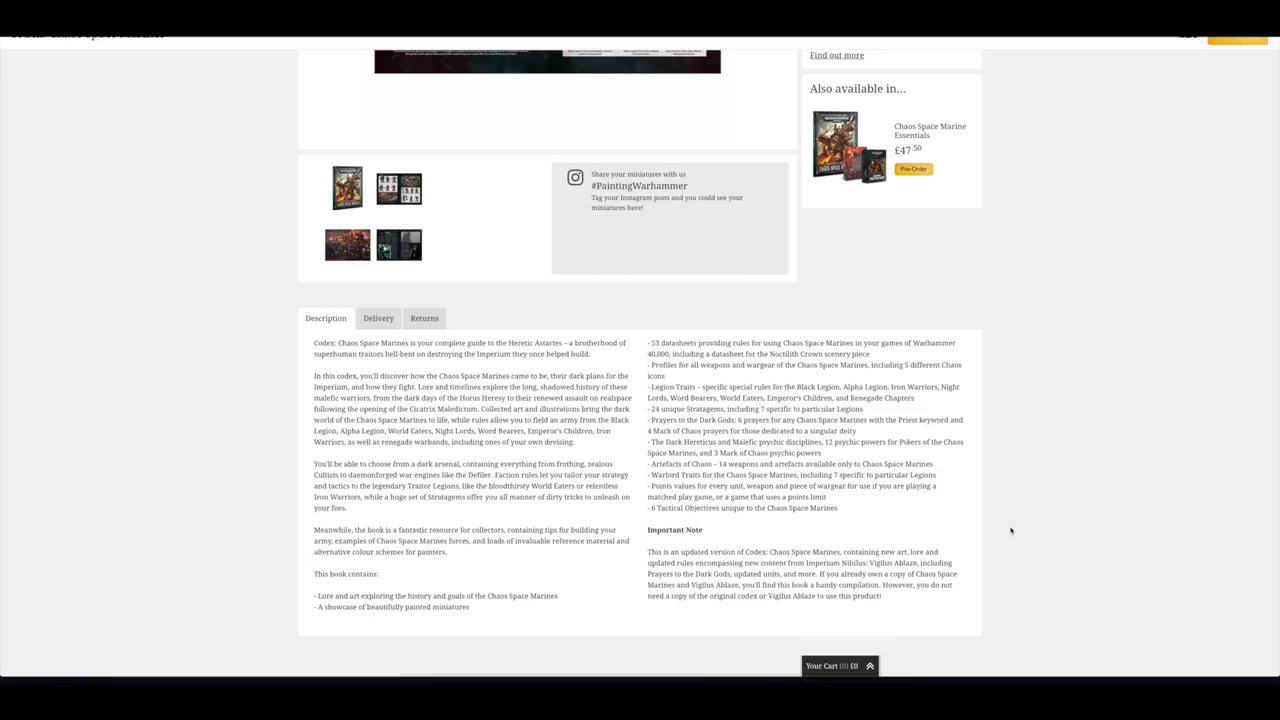 Find out more
Also available in...
Chaos Space Marine
Essentials
£47.50
Pre-Order
Share your miniatures with us
#PaintingWarhammer
Tag your Instagram posts and you could see your
miniatures here!
Description
Delivery
Returns
Codex: Chaos Space Marines is your complete guide to the Heretic Astartes – a brotherhood of
superhuman traitors hell-bent on destroying the Imperium they once helped build.
In this codex, you'll discover how the Chaos Space Marines came to be, their dark plans for the
Imperium, and how they fight. Lore and timelines explore the long, shadowed history of these
malefic warriors, from the dark days of the Horus Heresy to their renewed assault on realspace
following the opening of the Cicatrix Maledictum. Collected art and illustrations bring the dark
world of the Chaos Space Marines to life, while rules allow you to field an army from the Black
Legion, Alpha Legion, World Eaters, Night Lords, Word Bearers, Emperor's Children, Iron
Warriors, as well as renegade warbands, including ones of your own devising.
You'll be able to choose from a dark arsenal, containing everything from frothing, zealous
Cultists to daemonforged war engines like the Defiler. Faction rules let you tailor your strategy
and tactics to the legendary Traitor Legions, like the bloodthirsty World Eaters or relentless
Iron Warriors, while a huge set of Stratagems offer you all manner of dirty tricks to unleash on
your foes.
Meanwhile, the book is a fantastic resource for collectors, containing tips for building your
army, examples of Chaos Space Marines forces, and loads of invaluable reference material and
alternative colour schemes for painters.
This book contains:
- Lore and art exploring the history and goals of the Chaos Space Marines
- A showcase of beautifully painted miniatures
- 53 datasheets providing rules for using Chaos Space Marines in your games of Warhammer
40,000, including a datasheet for the Noctilith Crown scenery piece
- Profiles for all weapons and wargear of the Chaos Space Marines, including 5 different Chaos
icons
- Legion Traits – specific special rules for the Black Legion, Alpha Legion, Iron Warriors, Night
Lords, Word Bearers, World Eaters, Emperor's Children, and Renegade Chapters
- 24 unique Stratagems, including 7 specific to particular Legions
- Prayers to the Dark Gods: 6 prayers for any Chaos Space Marines with the Priest keyword and
4 Mark of Chaos prayers for those dedicated to a singular deity
- The Dark Hereticus and Malefic psychic disciplines, 12 psychic powers for Pskers of the Chaos
Space Marines, and 3 Mark of Chaos psychic powers
- Artefacts of Chaos – 14 weapons and artefacts available only to Chaos Space Marines
- Warlord Traits for the Chaos Space Marines, including 7 specific to particular Legions
- Points values for every unit, weapon and piece of wargear for use if you are playing a
matched play game, or a game that uses a points limit
- 6 Tactical Objectives unique to the Chaos Space Marines
Important Note
This is an updated version of Codex: Chaos Space Marines, containing new art, lore and
updated rules encompassing new content from Imperium Nihilus: Vigilus Ablaze, including
Prayers to the Dark Gods, updated units, and more. If you already own a copy of Chaos Space
Marines and Vigilus Ablaze, you'll find this book a handy compilation. However, you do not
need a copy of the original codex or Vigilus Ablaze to use this product!
Your Cart (0) £0